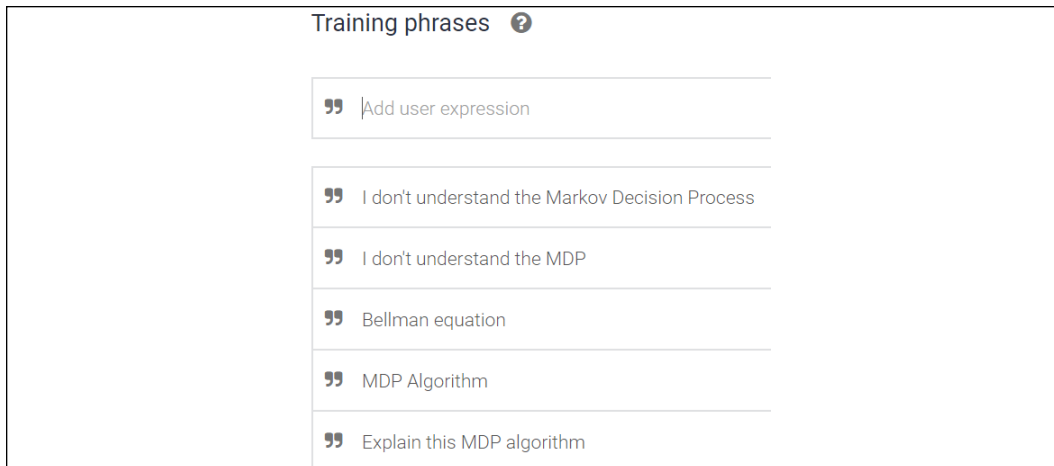 Training phrases ?
Add user expression
I don't understand the Markov Decision Process
I don't understand the MDP
Bellman equation
MDP Algorithm
Explain this MDP algorithm